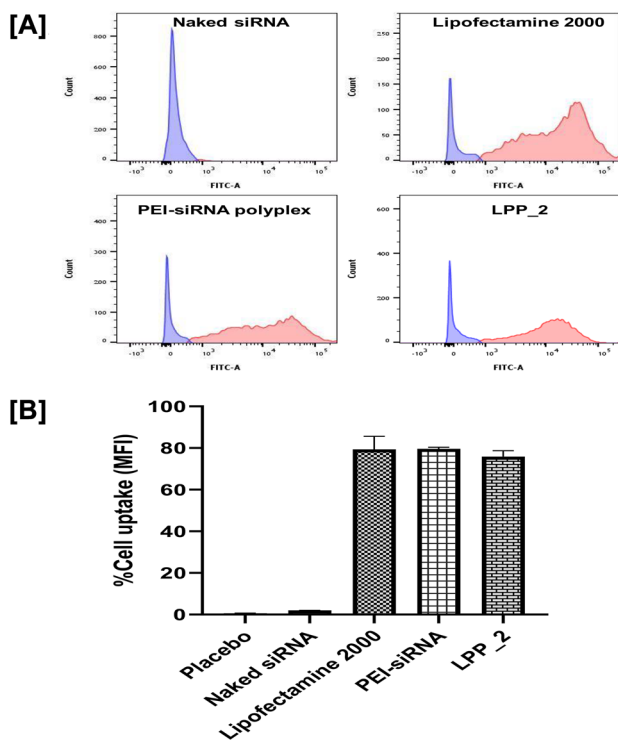 [A]
Naked siRNA
Count
800
600
400
200
0
-10³ 0 10³ 10⁴ 10⁵
FITC-A
Lipofectamine 2000
Count
250
200
150
100
50
0
-10³ 0 10³ 10⁴ 10⁵
FITC-A
PEI-siRNA polyplex
Count
400
300
200
100
0
-10³ 0 10³ 10⁴ 10⁵
FITC-A
LPP_2
Count
600
400
200
0
-10³ 0 10³ 10⁴ 10⁵
FITC-A
[B]
%Cell uptake (MFI)
100
80
60
40
20
0
Placebo
Naked siRNA
Lipofectamine 2000
PEI-siRNA
LPP_2